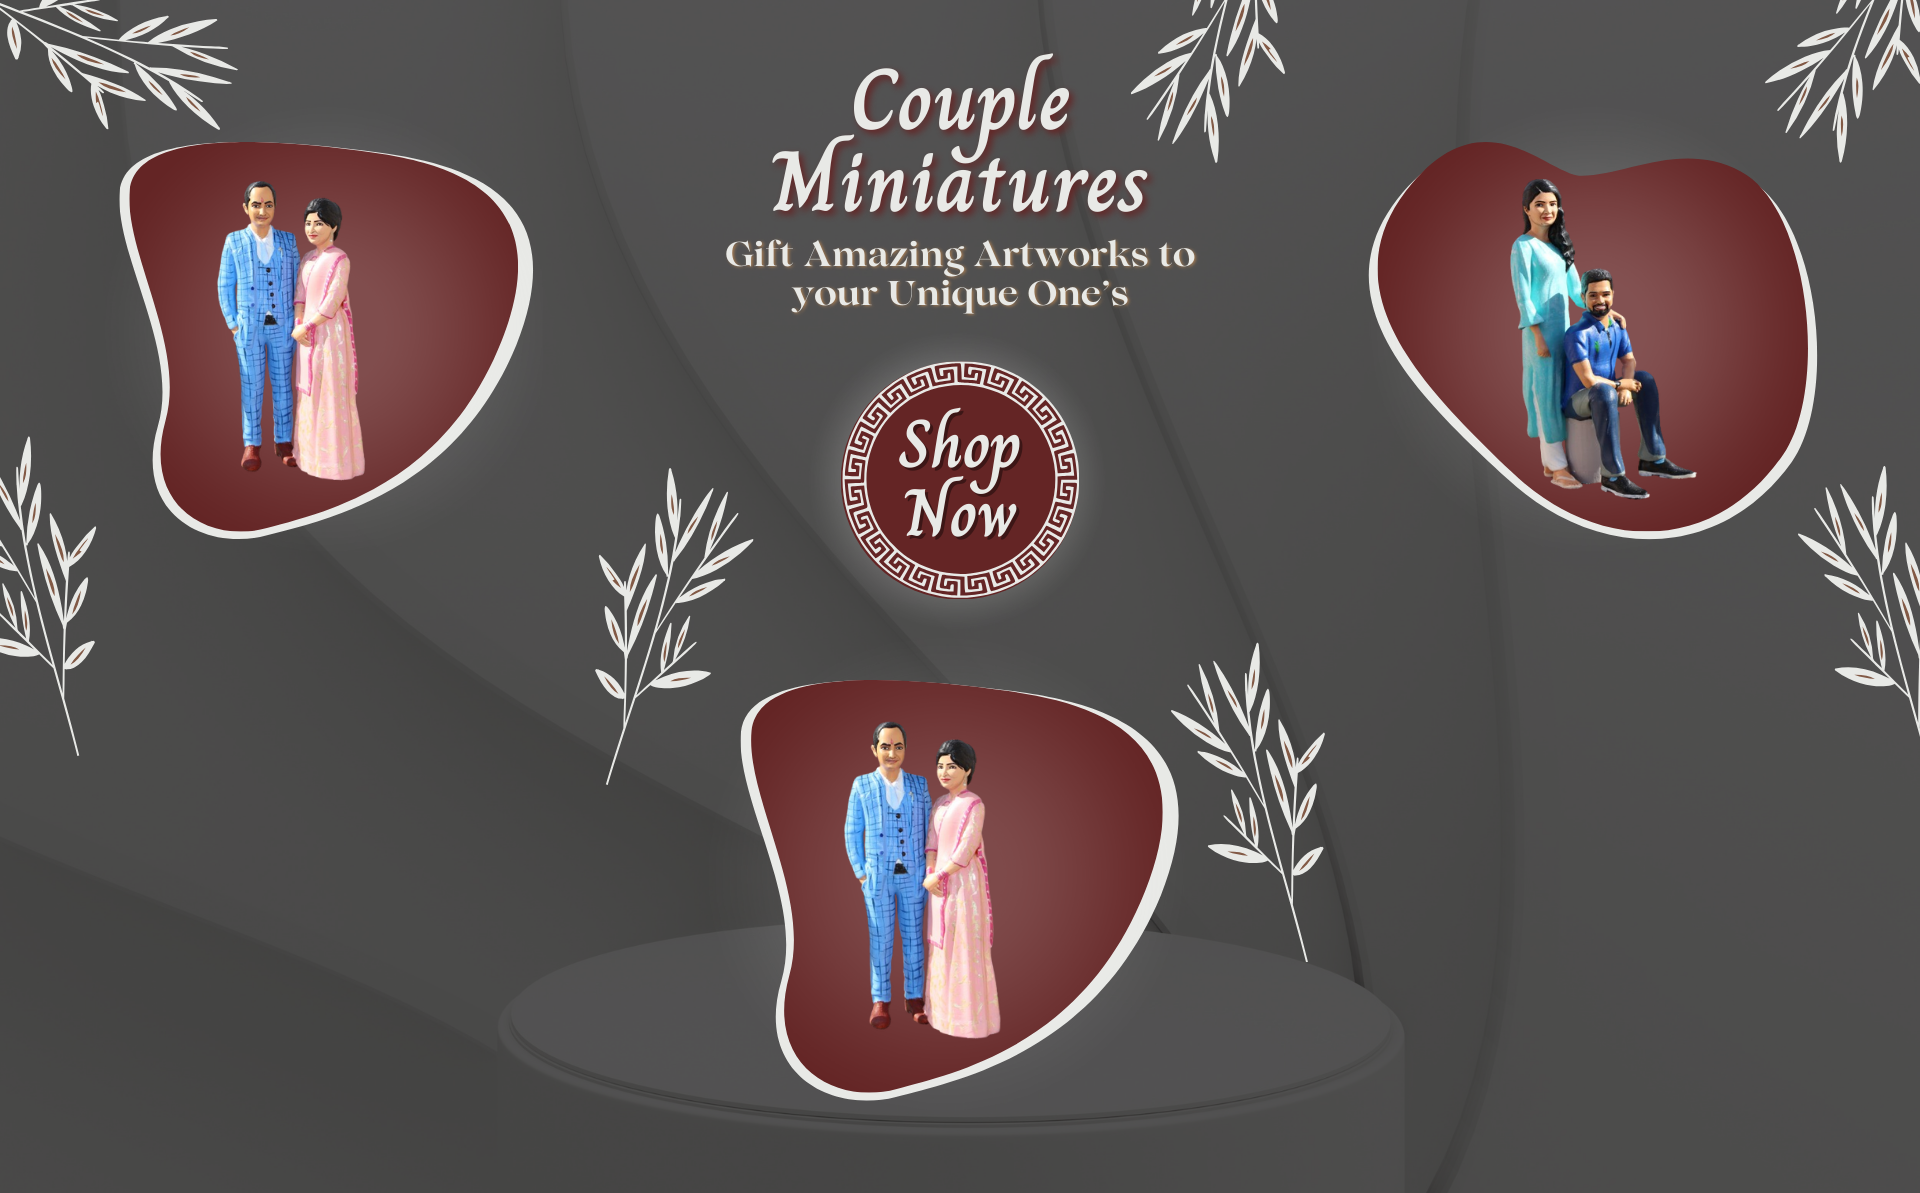 Couple
Miniatures
Gift Amazing Artworks to
your Unique One's
Shop
Now